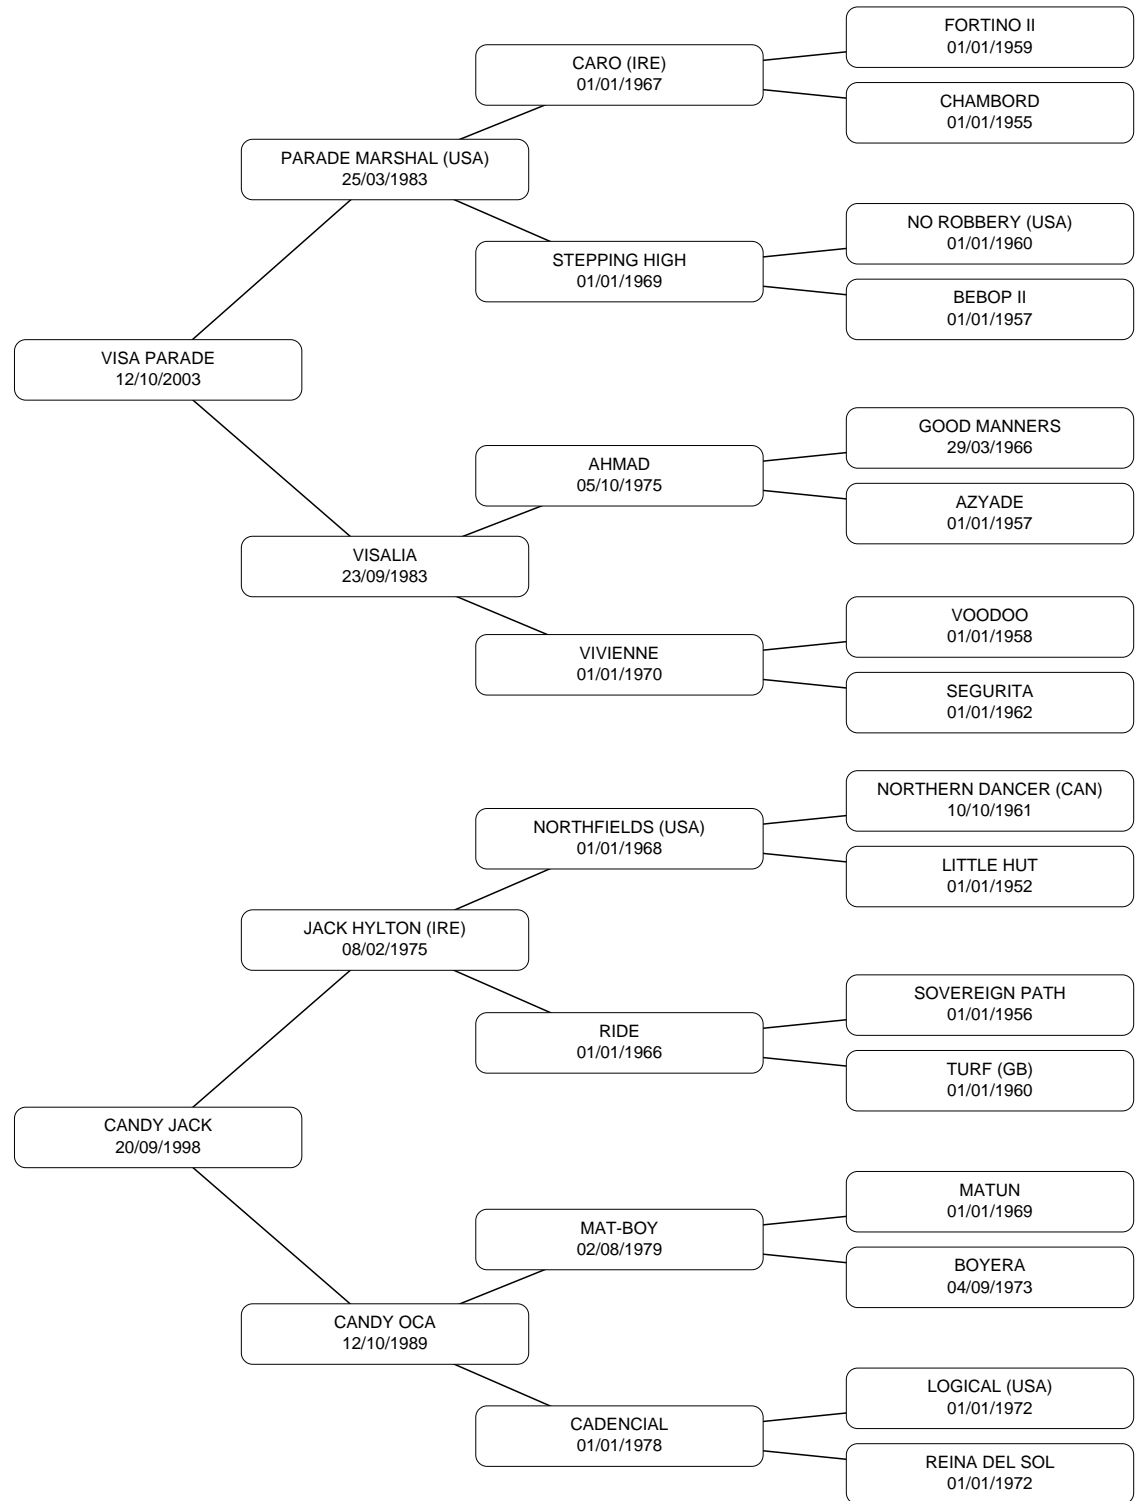 FORTINO II
01/01/1959
CARO (IRE)
01/01/1967
CHAMBORD
01/01/1955
PARADE MARSHAL (USA)
25/03/1983
NO ROBBERY (USA)
01/01/1960
STEPPING HIGH
01/01/1969
BEBOP II
01/01/1957
VISA PARADE
12/10/2003
GOOD MANNERS
29/03/1966
AHMAD
05/10/1975
AZYADE
01/01/1957
VISALIA
23/09/1983
VOODOO
01/01/1958
VIVIENNE
01/01/1970
SEGURITA
01/01/1962
NORTHERN DANCER (CAN)
10/10/1961
NORTHFIELDS (USA)
01/01/1968
LITTLE HUT
01/01/1952
JACK HYLTON (IRE)
08/02/1975
SOVEREIGN PATH
01/01/1956
RIDE
01/01/1966
TURF (GB)
01/01/1960
CANDY JACK
20/09/1998
MATUN
01/01/1969
MAT-BOY
02/08/1979
BOYERA
04/09/1973
CANDY OCA
12/10/1989
LOGICAL (USA)
01/01/1972
CADENCIAL
01/01/1978
REINA DEL SOL
01/01/1972